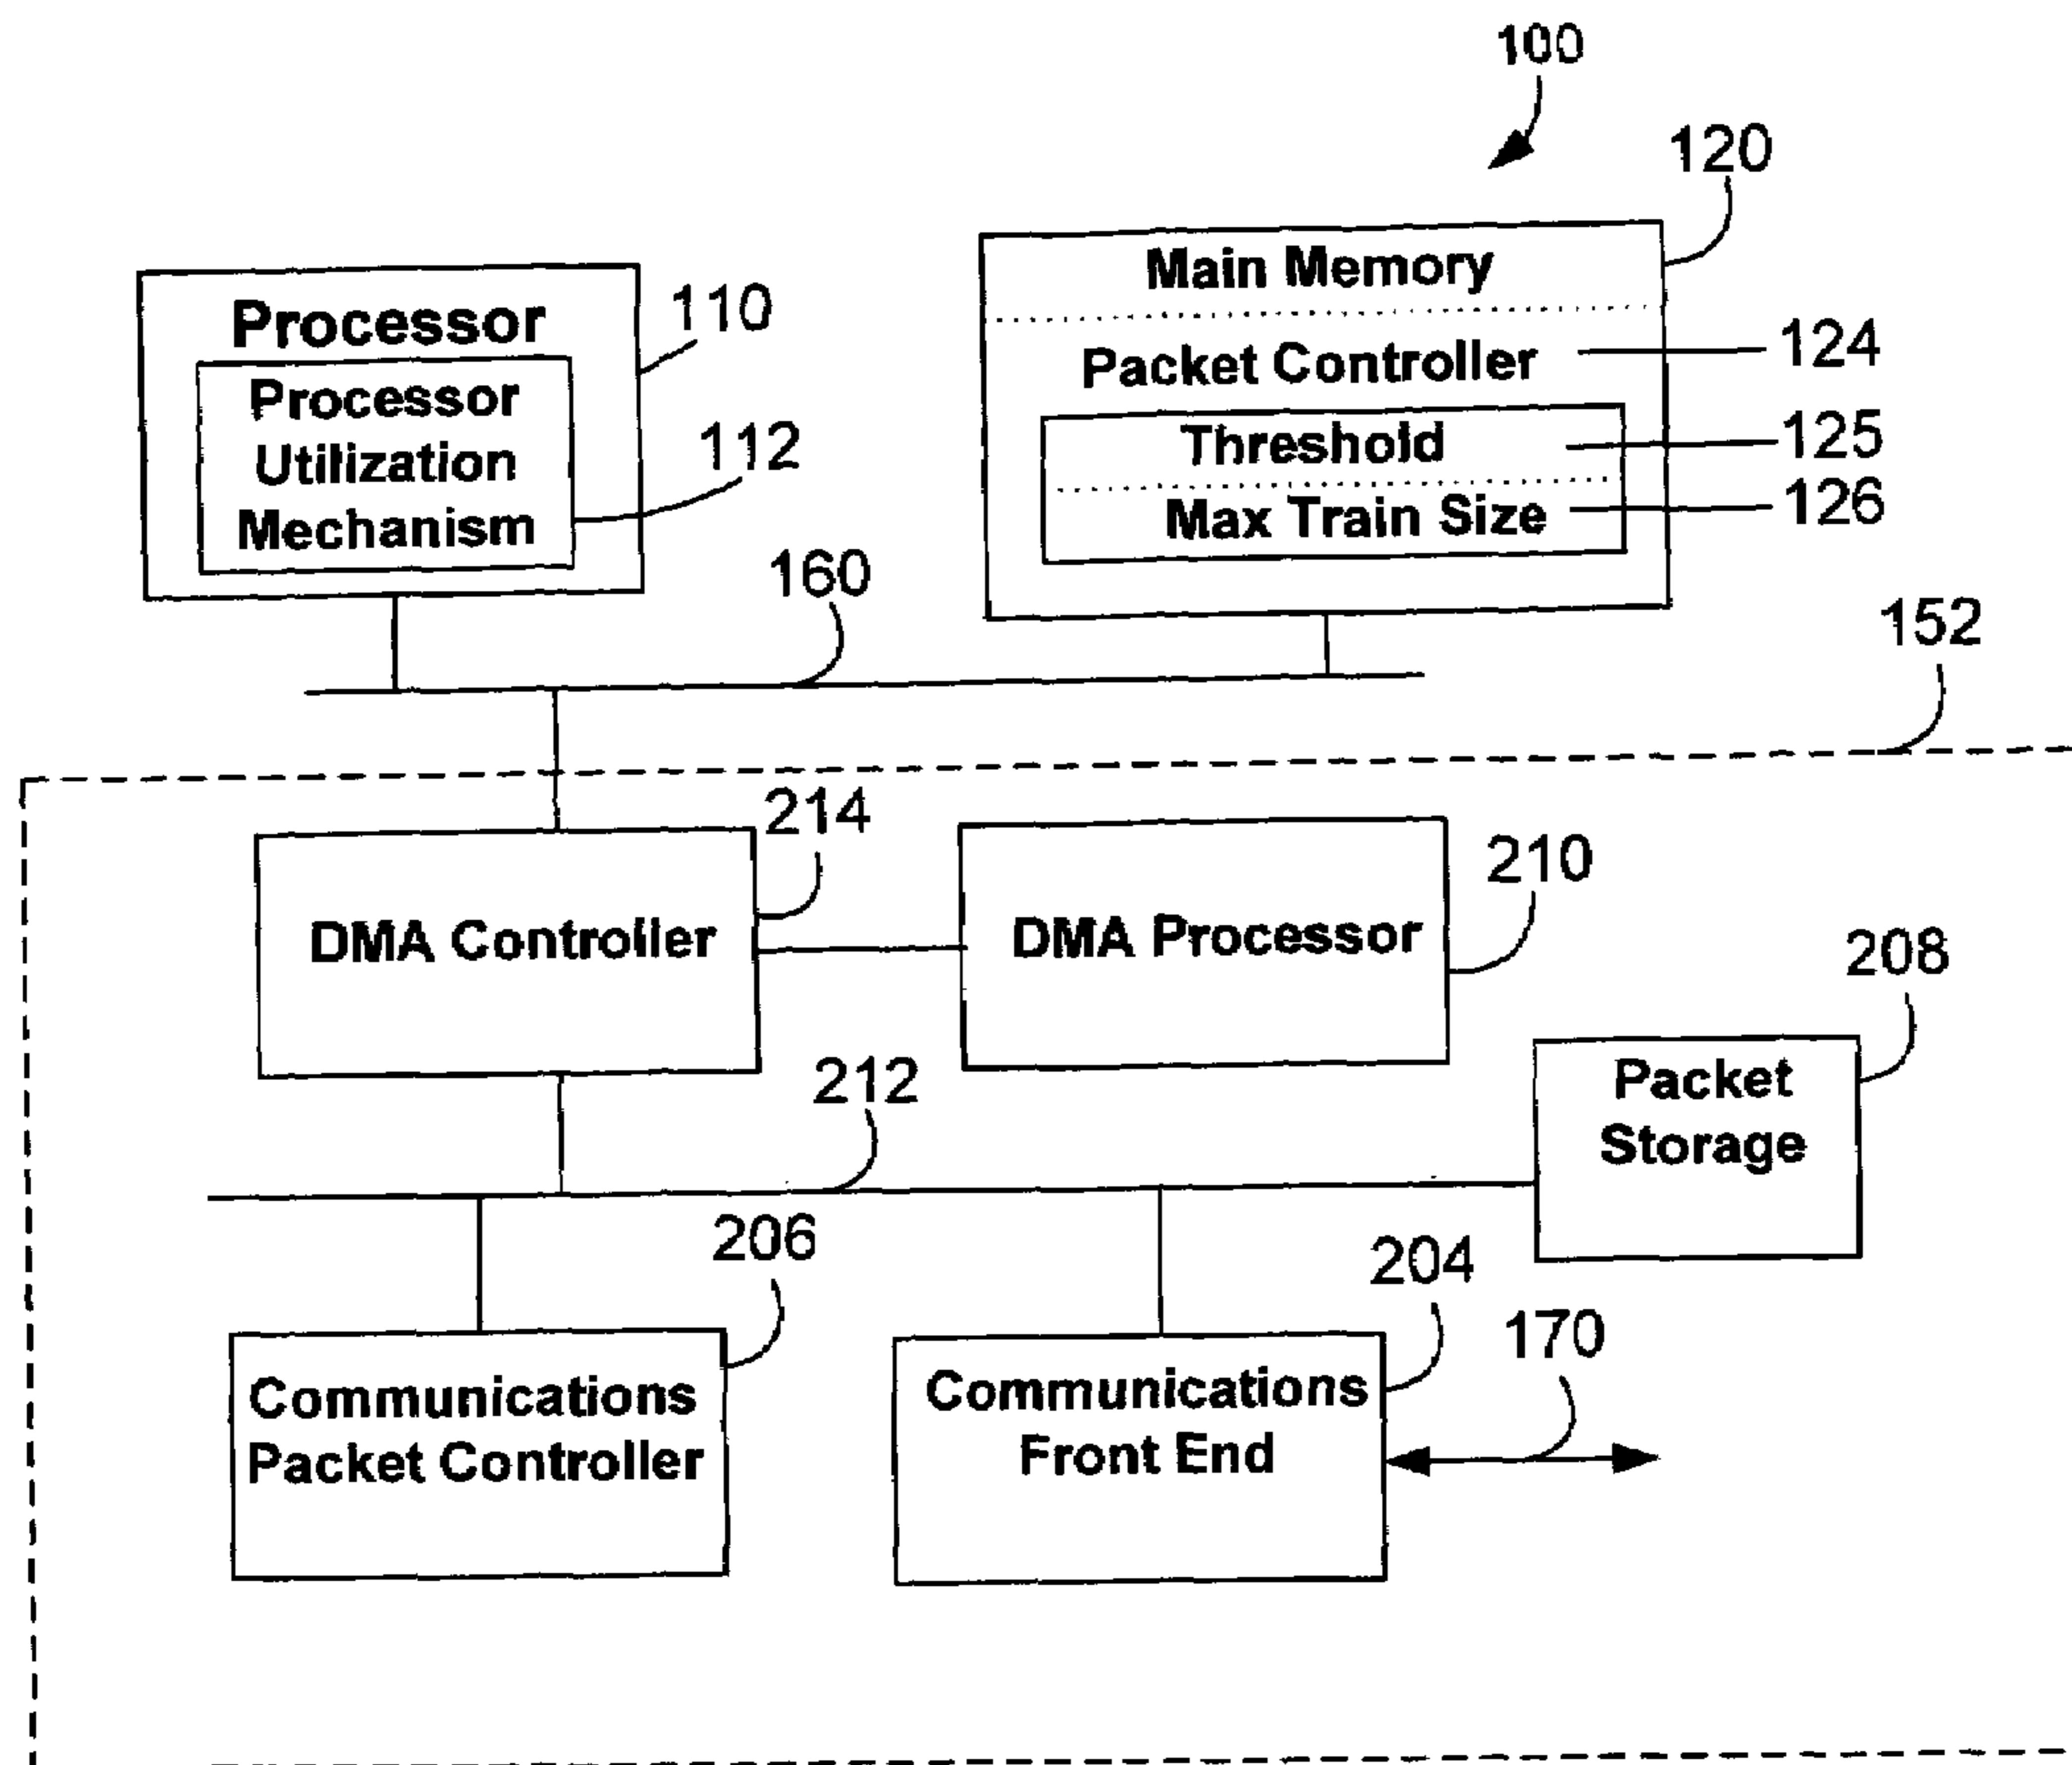 100
120
Main Memory
Processor
110
Packet Controller
124
Processor
Utilization
Mechanism
112
Threshold
125
Max Train Size
126
160
152
214
DMA Controller
DMA Processor
210
208
Packet
Storage
212
206
204
170
Communications
Packet Controller
Communications
Front End